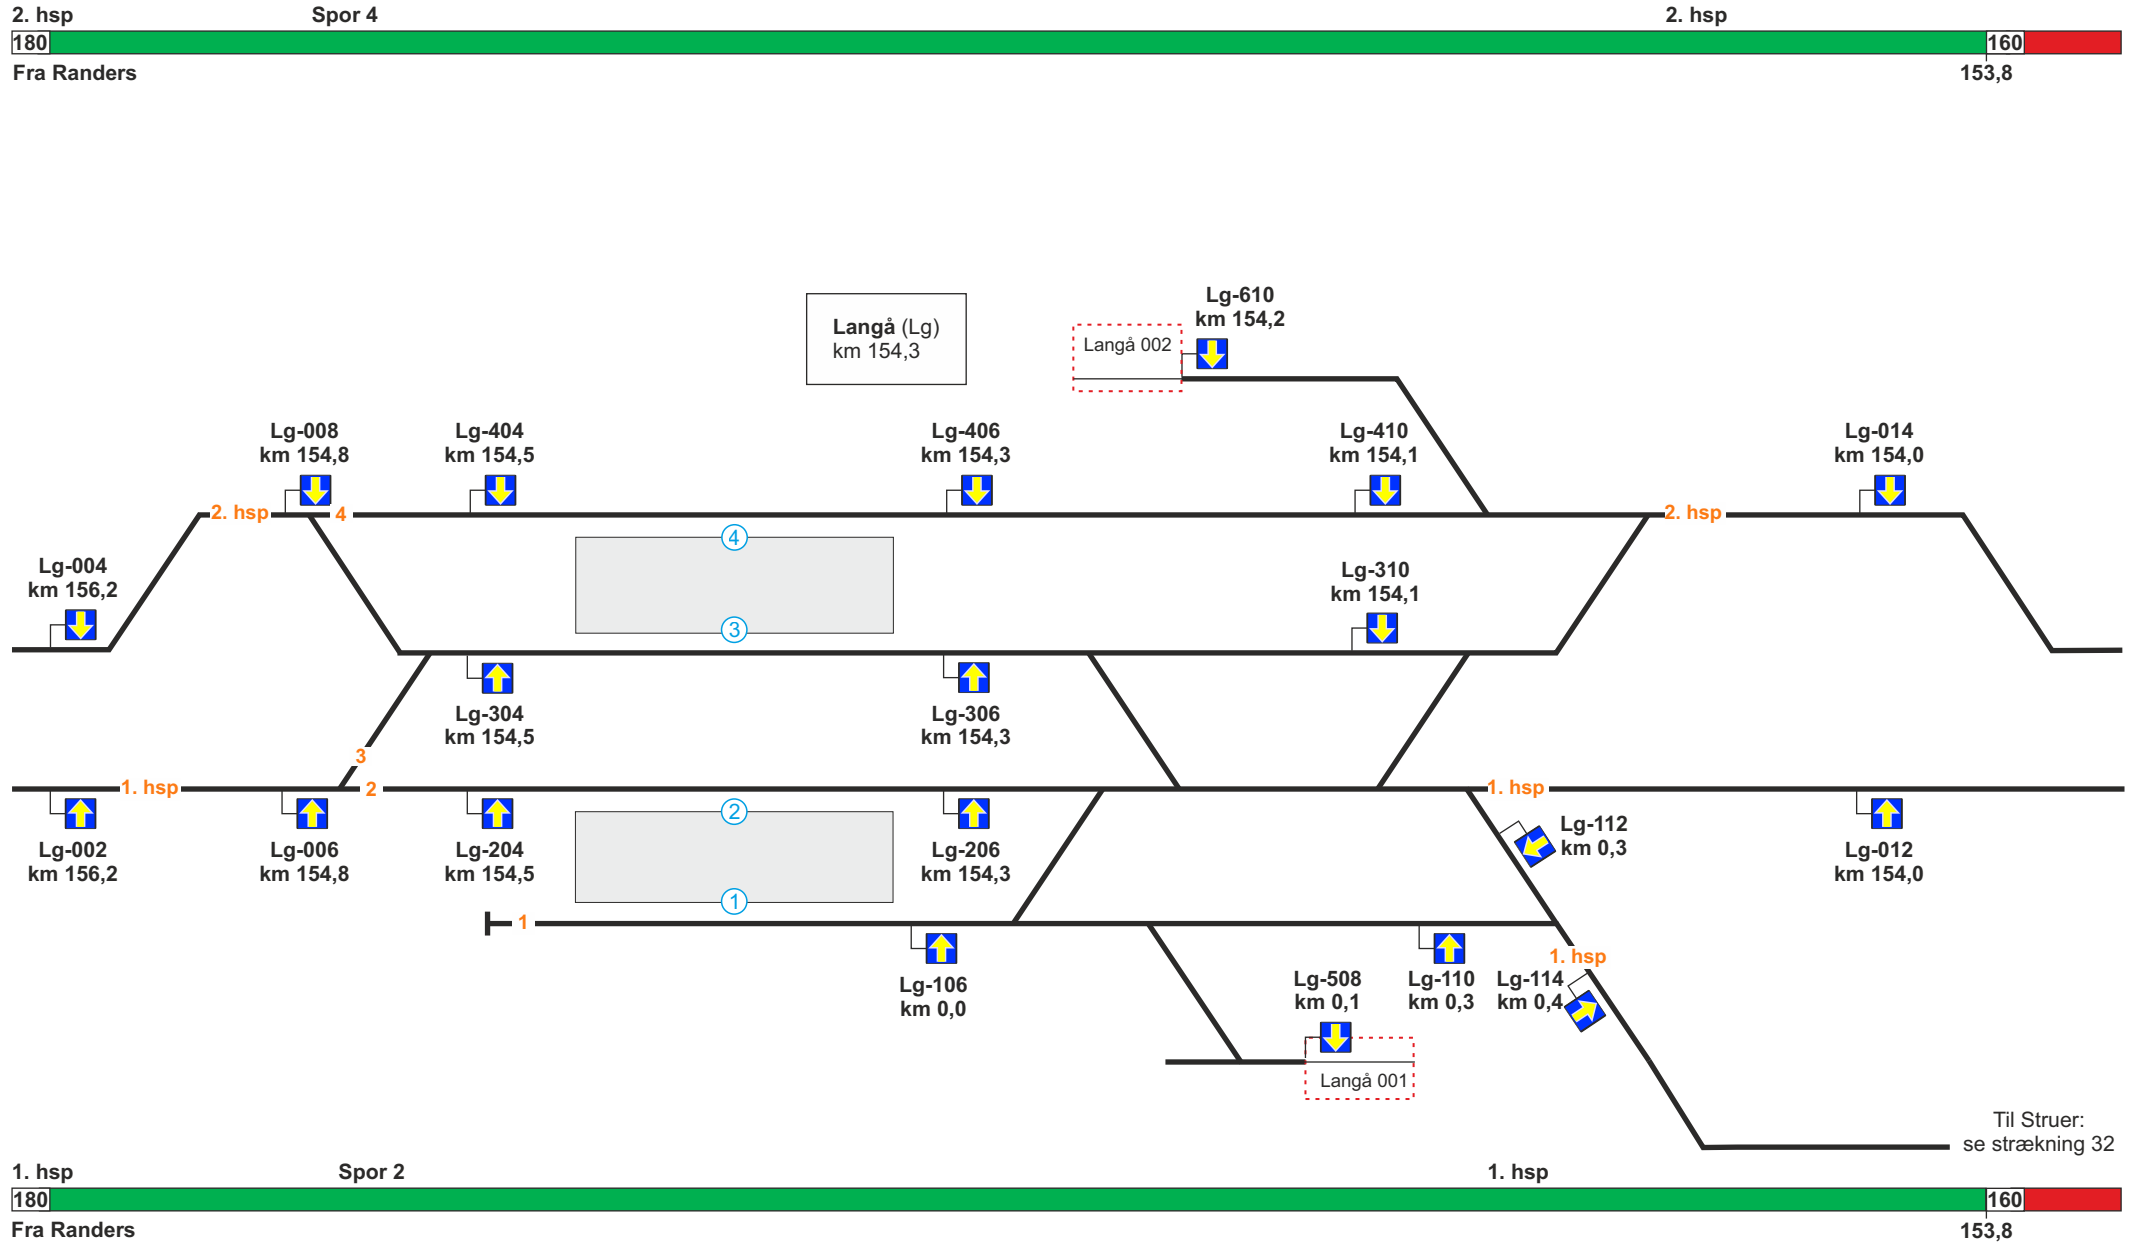 2. hsp Spor 4 2. hsp
180 160
Fra Randers 153,8
Lg-610
km 154,2
Langå (Lg)
km 154,3
Langå 002
Lg-008 Lg-404 Lg-406 Lg-410 Lg-014
km 154,8 km 154,5 km 154,3 km 154,1 km 154,0
2. hsp 4 2. hsp
4
Lg-004 Lg-310
km 156,2 km 154,1
3
Lg-304 Lg-306
km 154,5 km 154,3
3
1. hsp 2 1. hsp
2
Lg-112
km 0,3
Lg-002 Lg-006 Lg-204 Lg-206 Lg-012
km 156,2 km 154,8 km 154,5 km 154,3 km 154,0
1
1
1. hsp
Lg-106 Lg-508 Lg-110 Lg-114
km 0,0 km 0,1 km 0,3 km 0,4
Langå 001
Til Struer:
se strækning 32
1. hsp Spor 2 1. hsp
180 160
Fra Randers 153,8